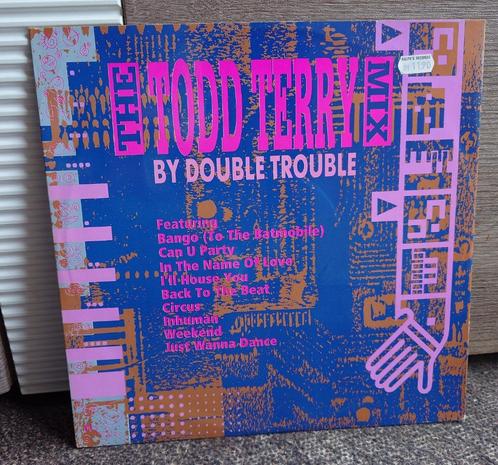 THE TODD TERRY MIX
BY DOUBLE TROUBLE
Featuring
Bango (To The Batmobile)
Can U Party
In The Name Of Love
I'll House You
Back To The Beat
Circus
Inhuman
Weekend
Just Wanna Dance